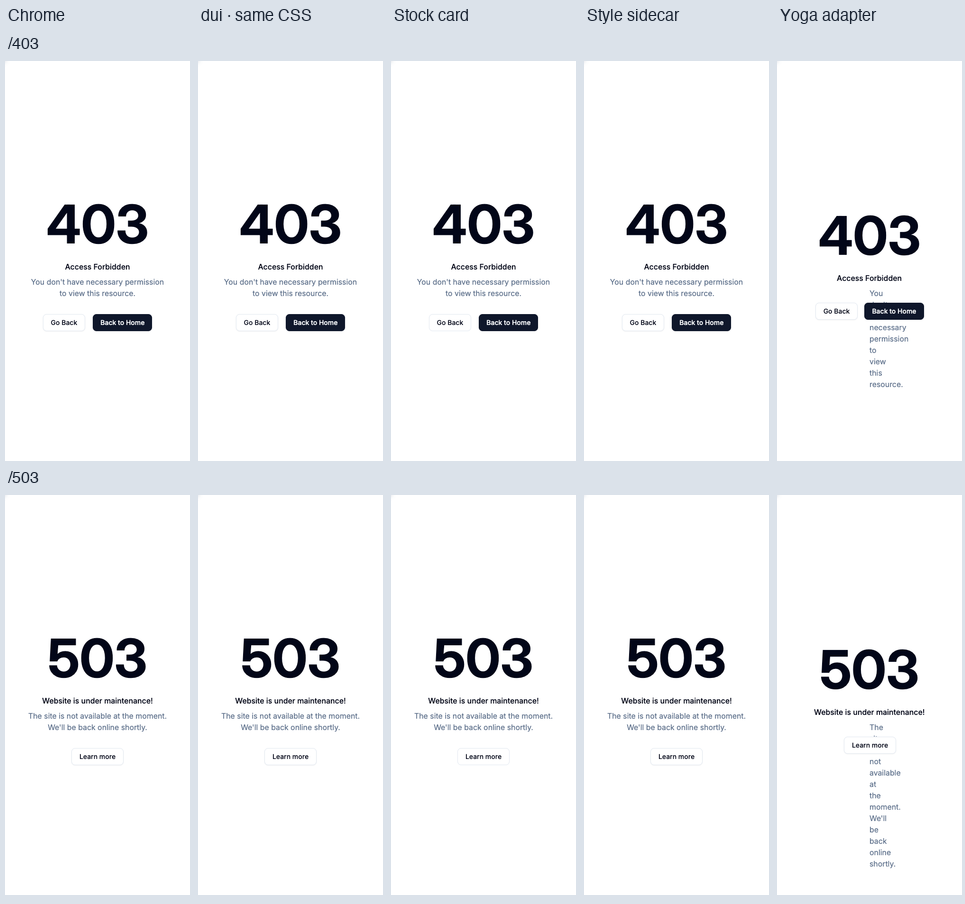 Chrome
dui · same CSS
Stock card
Style sidecar
Yoga adapter
/403
403
Access Forbidden
You don't have necessary permission
to view this resource.
Go Back
Back to Home
403
Access Forbidden
You don't have necessary permission
to view this resource.
Go Back
Back to Home
403
Access Forbidden
You don't have necessary permission
to view this resource.
Go Back
Back to Home
403
Access Forbidden
You don't have necessary permission
to view this resource.
Go Back
Back to Home
403
Access Forbidden
You
Go Back
Back to Home
necessary
permission
to
view
this
resource.
/503
503
Website is under maintenance!
The site is not available at the moment.
We'll be back online shortly.
Learn more
503
Website is under maintenance!
The site is not available at the moment.
We'll be back online shortly.
Learn more
503
Website is under maintenance!
The site is not available at the moment.
We'll be back online shortly.
Learn more
503
Website is under maintenance!
The site is not available at the moment.
We'll be back online shortly.
Learn more
503
Website is under maintenance!
The
Learn more
not
available
at
the
moment.
We'll
be
back
online
shortly.